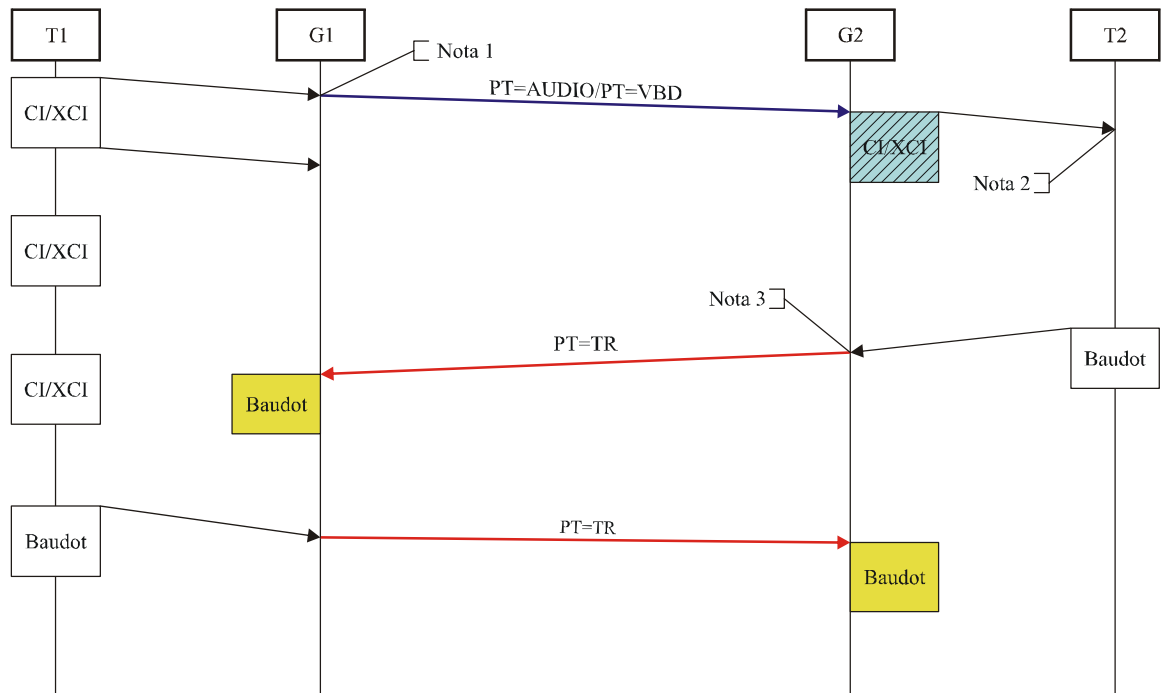 T1
G1
G2
T2
Nota 1
PT=AUDIO/PT=VBD
CI/XCI
CI/XCI
Nota 2
CI/XCI
Nota 3
PT=TR
Baudot
CI/XCI
Baudot
PT=TR
Baudot
Baudot